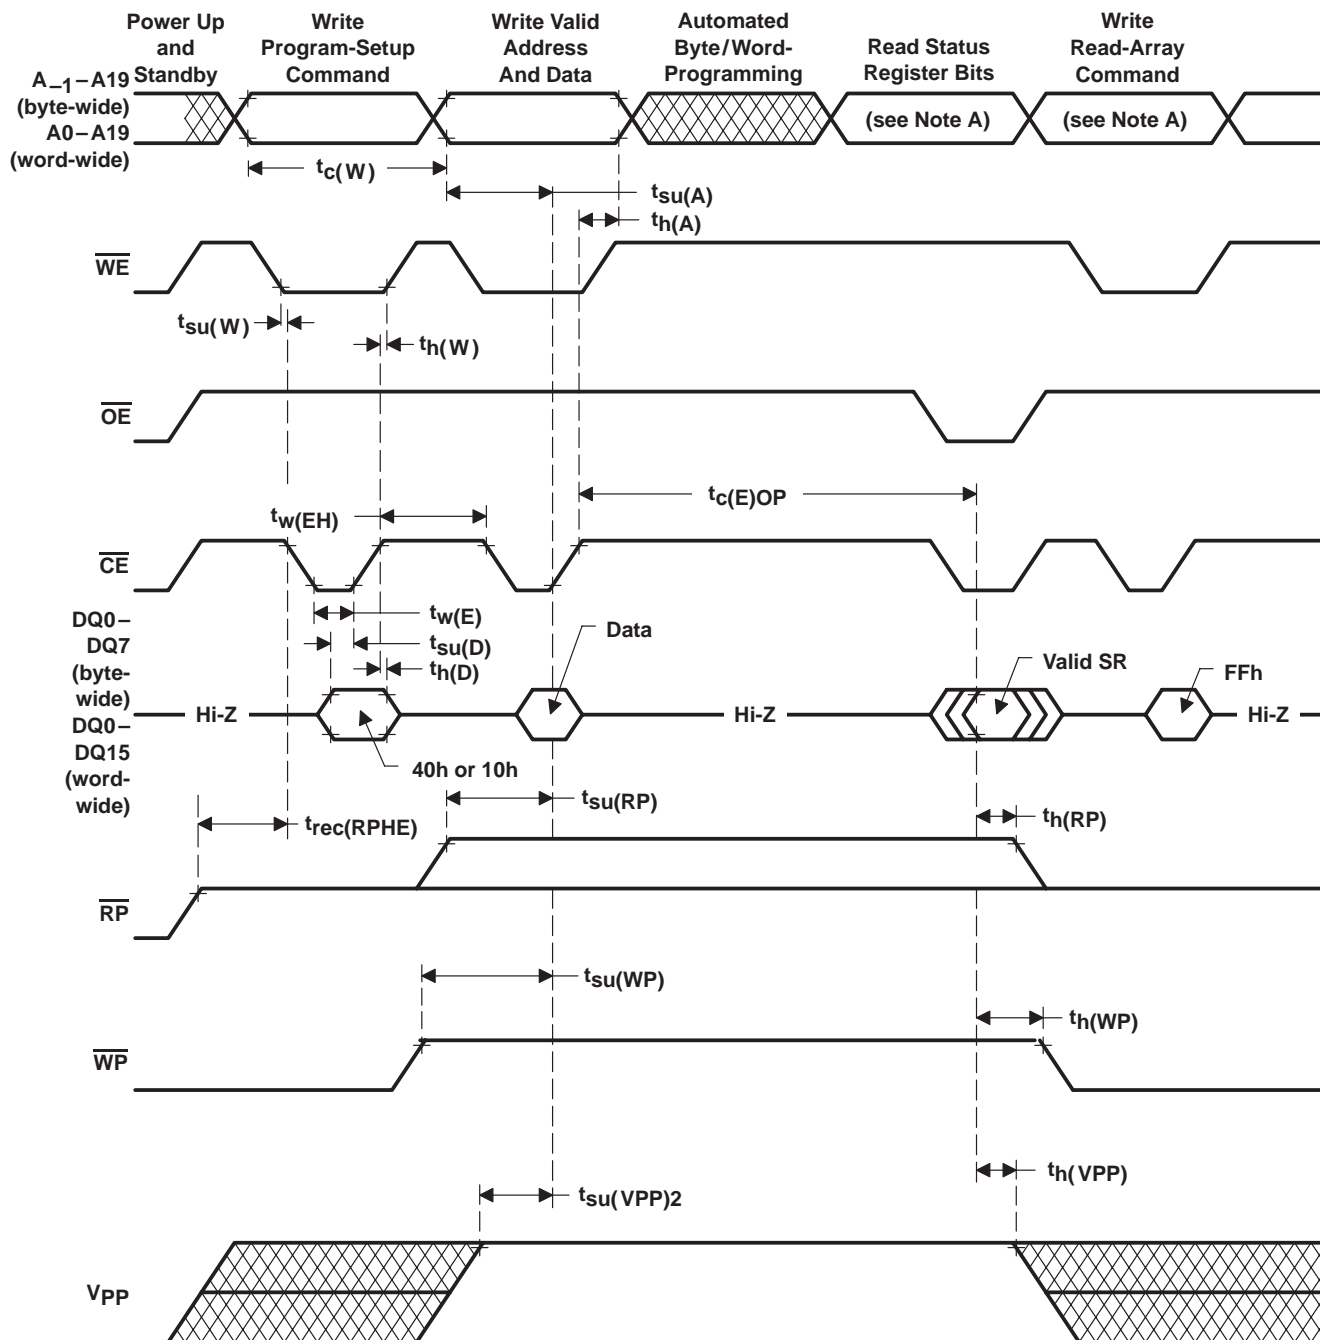 Power Up
and
Standby
Write
Program-Setup
Command
Write Valid
Address
And Data
Automated
Byte/Word-
Programming
Read Status
Register Bits
Write
Read-Array
Command
A–1–A19
(byte-wide)
A0–A19
(word-wide)
(see Note A)
(see Note A)
tc(W)
tsu(A)
th(A)
WE
tsu(W)
th(W)
OE
tc(E)OP
tw(EH)
CE
tw(E)
tsu(D)
th(D)
DQ0–
DQ7
(byte-
wide)
DQ0–
DQ15
(word-
wide)
Data
Valid SR
FFh
Hi-Z
Hi-Z
Hi-Z
40h or 10h
tsu(RP)
trec(RPHE)
th(RP)
RP
tsu(WP)
th(WP)
WP
th(VPP)
tsu(VPP)2
VPP